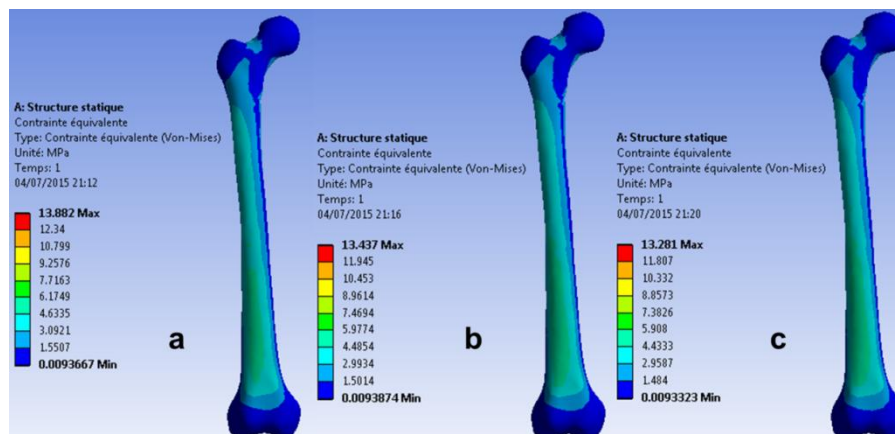 A: Structure statique
Contrainte équivalente
Type: Contrainte équivalente (Von-Mises)
Unité: MPa
Temps: 1
04/07/2015 21:12
13.882 Max
12.34
10.799
9.2576
7.7163
6.1749
4.6335
3.0921
1.5507
0.0093667 Min
a
A: Structure statique
Contrainte équivalente
Type: Contrainte équivalente (Von-Mises)
Unité: MPa
Temps: 1
04/07/2015 21:16
13.437 Max
11.945
10.453
8.9614
7.4694
5.9774
4.4854
2.9934
1.5014
0.0093874 Min
b
A: Structure statique
Contrainte équivalente
Type: Contrainte équivalente (Von-Mises)
Unité: MPa
Temps: 1
04/07/2015 21:20
13.281 Max
11.807
10.332
8.8573
7.3826
5.908
4.4333
2.9587
1.484
0.0093323 Min
c